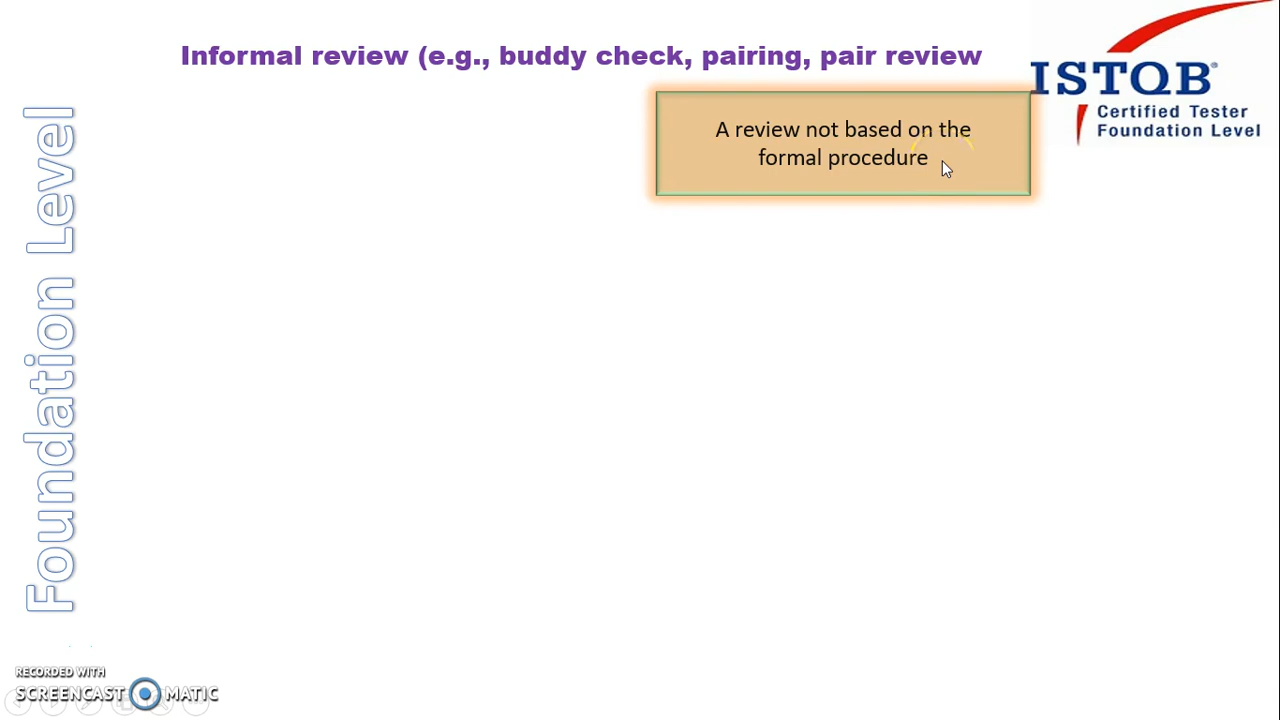 Informal review (e.g., buddy check, pairing, pair review
A review not based on the
formal procedure
ISTQB®
Certified Tester
Foundation Level
Foundation Level
RECORDED WITH
SCREENCAST MATIC